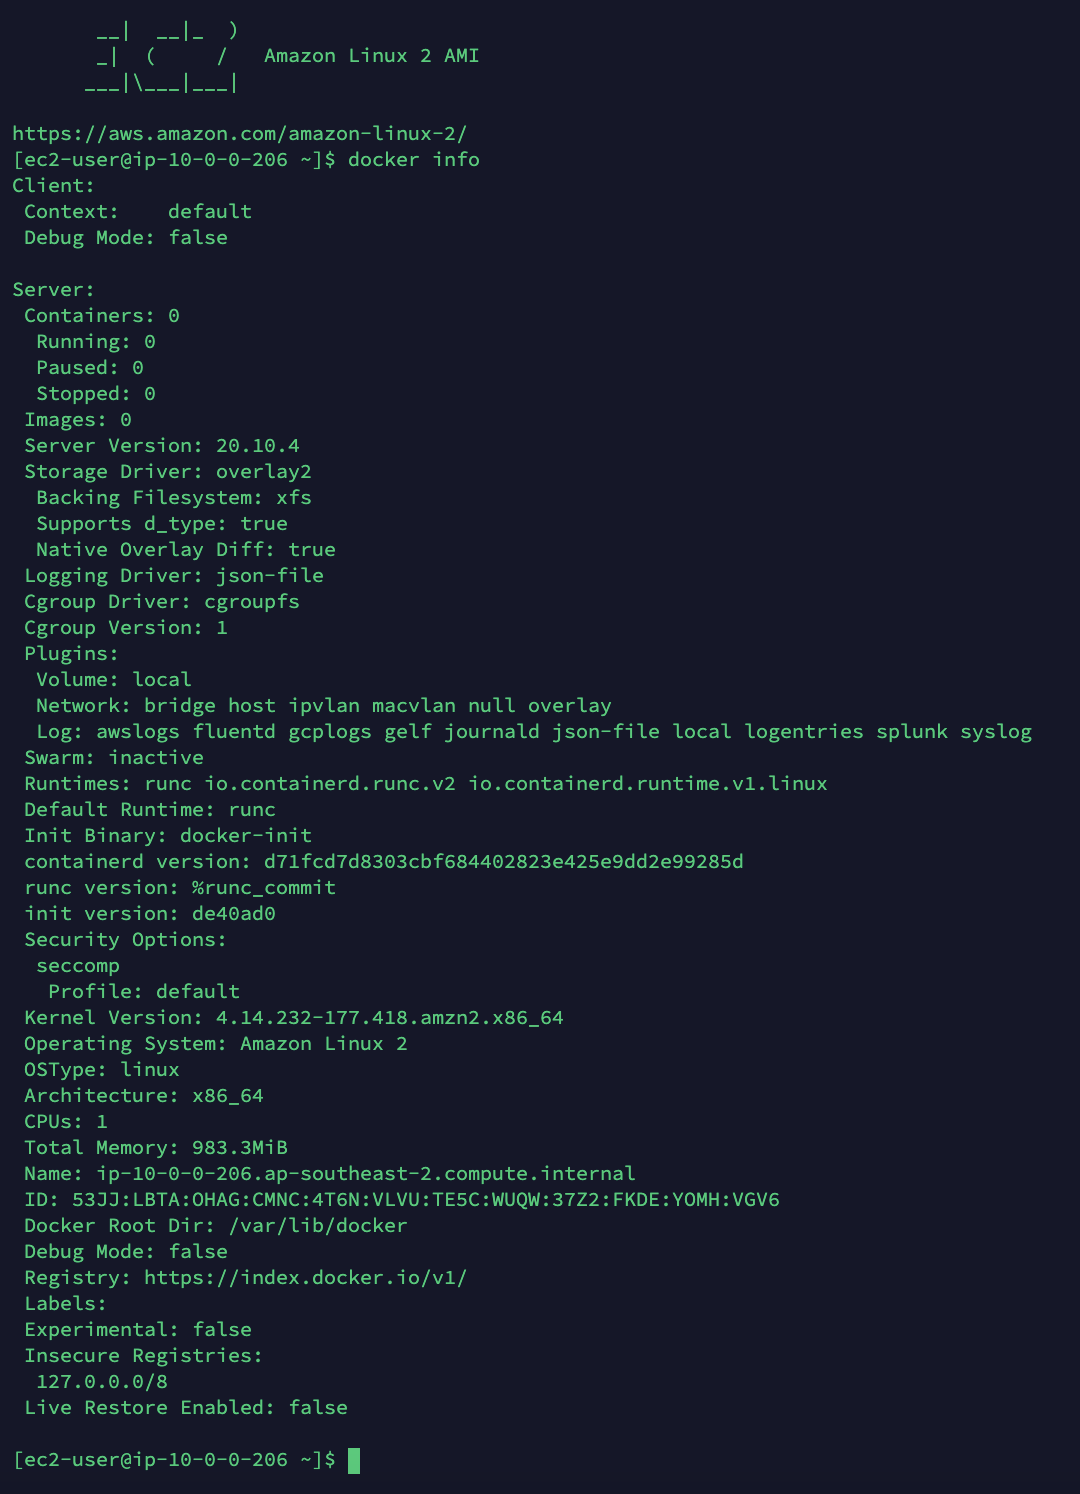 __|  __|_  )
       _|  (     /   Amazon Linux 2 AMI
      ___|\___|___|

https://aws.amazon.com/amazon-linux-2/
[ec2-user@ip-10-0-0-206 ~]$ docker info
Client:
 Context:    default
 Debug Mode: false

Server:
 Containers: 0
  Running: 0
  Paused: 0
  Stopped: 0
 Images: 0
 Server Version: 20.10.4
 Storage Driver: overlay2
  Backing Filesystem: xfs
  Supports d_type: true
  Native Overlay Diff: true
 Logging Driver: json-file
 Cgroup Driver: cgroupfs
 Cgroup Version: 1
 Plugins:
  Volume: local
  Network: bridge host ipvlan macvlan null overlay
  Log: awslogs fluentd gcplogs gelf journald json-file local logentries splunk syslog
 Swarm: inactive
 Runtimes: runc io.containerd.runc.v2 io.containerd.runtime.v1.linux
 Default Runtime: runc
 Init Binary: docker-init
 containerd version: d71fcd7d8303cbf684402823e425e9dd2e99285d
 runc version: %runc_commit
 init version: de40ad0
 Security Options:
  seccomp
   Profile: default
 Kernel Version: 4.14.232-177.418.amzn2.x86_64
 Operating System: Amazon Linux 2
 OSType: linux
 Architecture: x86_64
 CPUs: 1
 Total Memory: 983.3MiB
 Name: ip-10-0-0-206.ap-southeast-2.compute.internal
 ID: 53JJ:LBTA:OHAG:CMNC:4T6N:VLVU:TE5C:WUQW:37Z2:FKDE:YOMH:VGV6
 Docker Root Dir: /var/lib/docker
 Debug Mode: false
 Registry: https://index.docker.io/v1/
 Labels:
 Experimental: false
 Insecure Registries:
  127.0.0.0/8
 Live Restore Enabled: false

[ec2-user@ip-10-0-0-206 ~]$